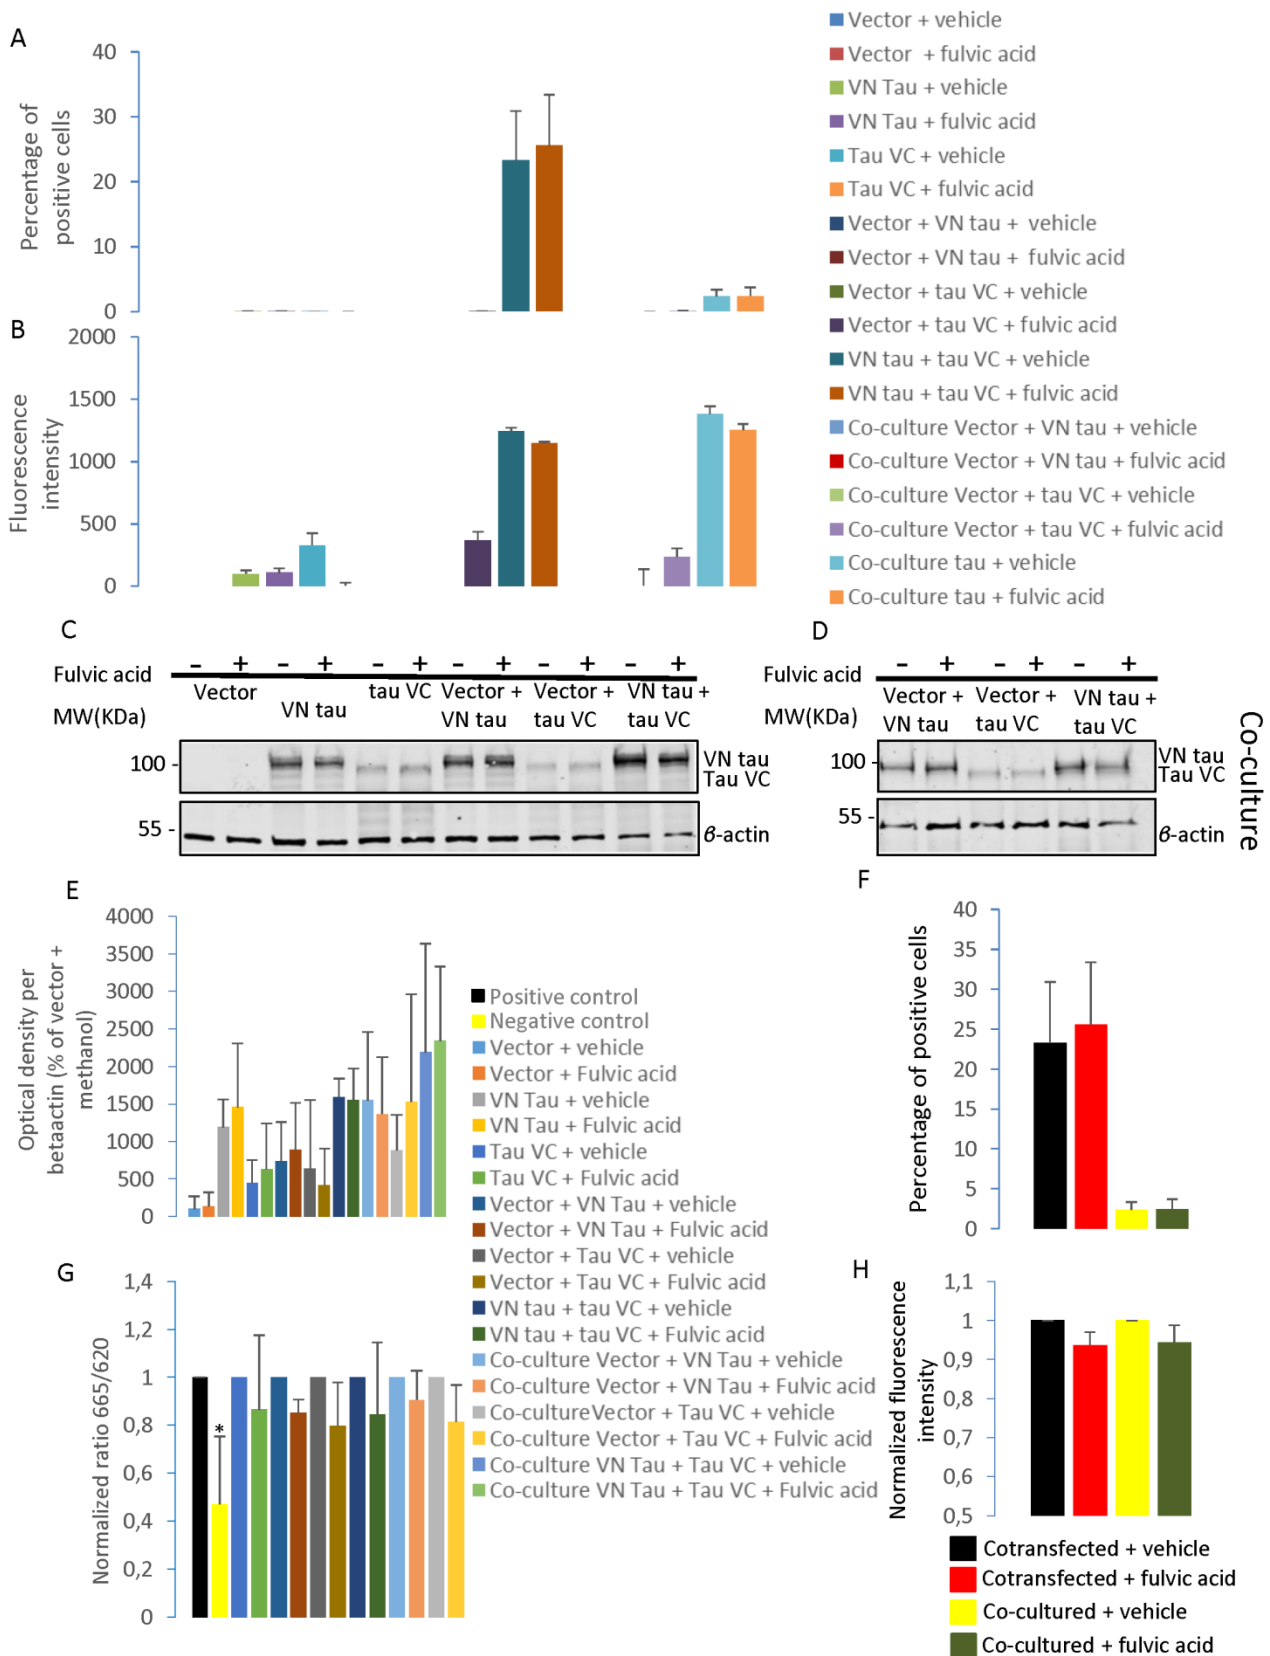 A
40
30
20
10
0
Percentage of
positive cells
B
2000
1500
1000
500
0
Fluorescence
intensity
Vector + vehicle
Vector + fulvic acid
VN Tau + vehicle
VN Tau + fulvic acid
Tau VC + vehicle
Tau VC + fulvic acid
Vector + VN tau + vehicle
Vector + VN tau + fulvic acid
Vector + tau VC + vehicle
Vector + tau VC + fulvic acid
VN tau + tau VC + vehicle
VN tau + tau VC + fulvic acid
Co-culture Vector + VN tau + vehicle
Co-culture Vector + VN tau + fulvic acid
Co-culture Vector + tau VC + vehicle
Co-culture Vector + tau VC + fulvic acid
Co-culture tau + vehicle
Co-culture tau + fulvic acid
C
Fulvic acid - + - + - + - + - + - +
Vector VN tau tau VC Vector + VN tau Vector + tau VC VN tau + tau VC
MW(KDa)
100 -
VN tau
Tau VC
55 -
β-actin
D
Fulvic acid - + - + - +
Vector + VN tau Vector + tau VC VN tau + tau VC
MW(KDa)
100 -
VN tau
Tau VC
55 -
β-actin
Co-culture
E
4000
3500
3000
2500
2000
1500
1000
500
0
Optical density per
betaactin (% of vector +
methanol)
Positive control
Negative control
Vector + vehicle
Vector + Fulvic acid
VN Tau + vehicle
VN Tau + Fulvic acid
Tau VC + vehicle
Tau VC + Fulvic acid
Vector + VN Tau + vehicle
Vector + VN Tau + Fulvic acid
Vector + Tau VC + vehicle
Vector + Tau VC + Fulvic acid
VN tau + tau VC + vehicle
VN tau + tau VC + Fulvic acid
Co-culture Vector + VN Tau + vehicle
Co-culture Vector + VN Tau + Fulvic acid
Co-cultureVector + Tau VC + vehicle
Co-culture Vector + Tau VC + Fulvic acid
Co-culture VN Tau + Tau VC + vehicle
Co-culture VN Tau + Tau VC + Fulvic acid
F
40
35
30
25
20
15
10
5
0
Percentage of positive cells
G
1,4
1,2
1
0,8
0,6
0,4
0,2
0
Normalized ratio 665/620
*
H
1,1
1
0,9
0,8
0,7
0,6
0,5
Normalized fluorescence
intensity
Cotransfected + vehicle
Cotransfected + fulvic acid
Co-cultured + vehicle
Co-cultured + fulvic acid